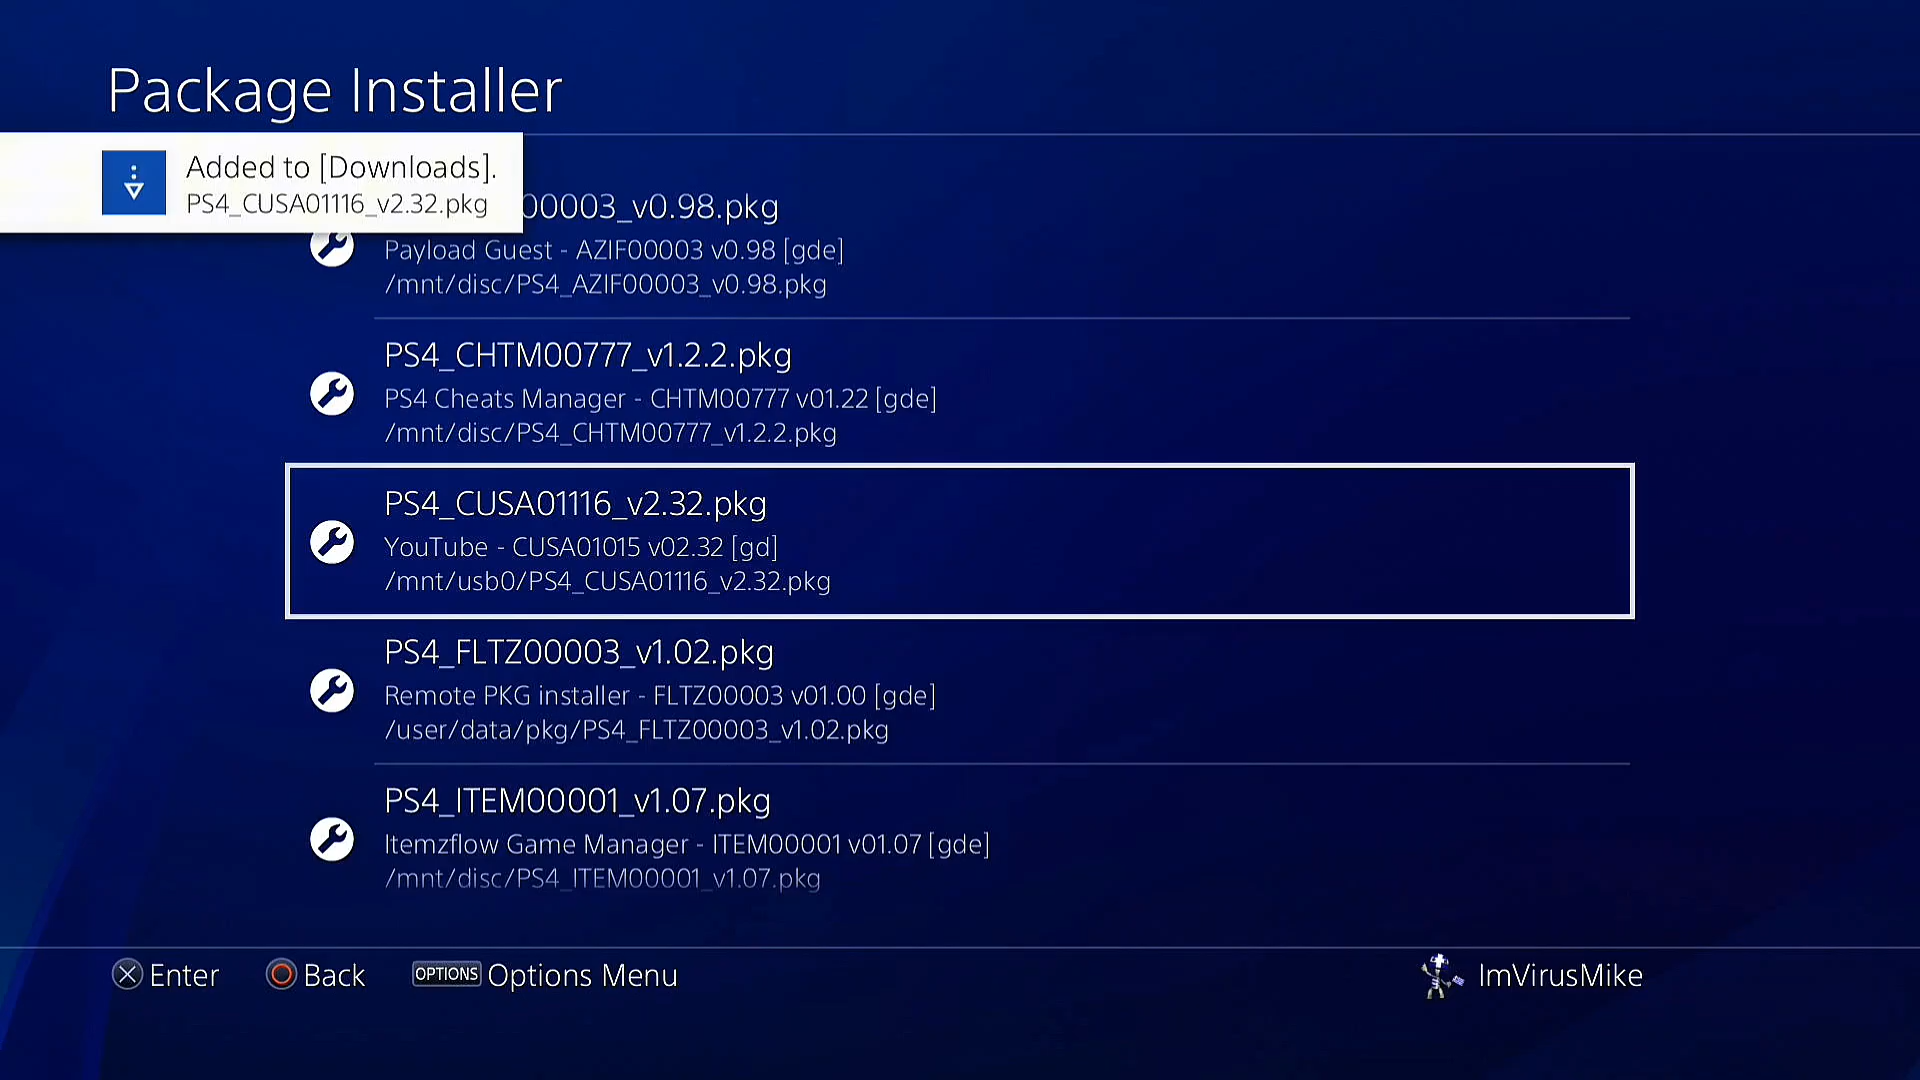 Package Installer
Added to [Downloads].
PS4_CUSA01116_v2.32.pkg
00003_v0.98.pkg
Payload Guest - AZIF00003 v0.98 [gde]
/mnt/disc/PS4_AZIF00003_v0.98.pkg
PS4_CHTM00777_v1.2.2.pkg
PS4 Cheats Manager - CHTM00777 v01.22 [gde]
/mnt/disc/PS4_CHTM00777_v1.2.2.pkg
PS4_CUSA01116_v2.32.pkg
YouTube - CUSA01015 v02.32 [gd]
/mnt/usb0/PS4_CUSA01116_v2.32.pkg
PS4_FLTZ00003_v1.02.pkg
Remote PKG installer - FLTZ00003 v01.00 [gde]
/user/data/pkg/PS4_FLTZ00003_v1.02.pkg
PS4_ITEM00001_v1.07.pkg
Itemzflow Game Manager - ITEM00001 v01.07 [gde]
/mnt/disc/PS4_ITEM00001_v1.07.pkg
Enter Back OPTIONS Options Menu ImVirusMike